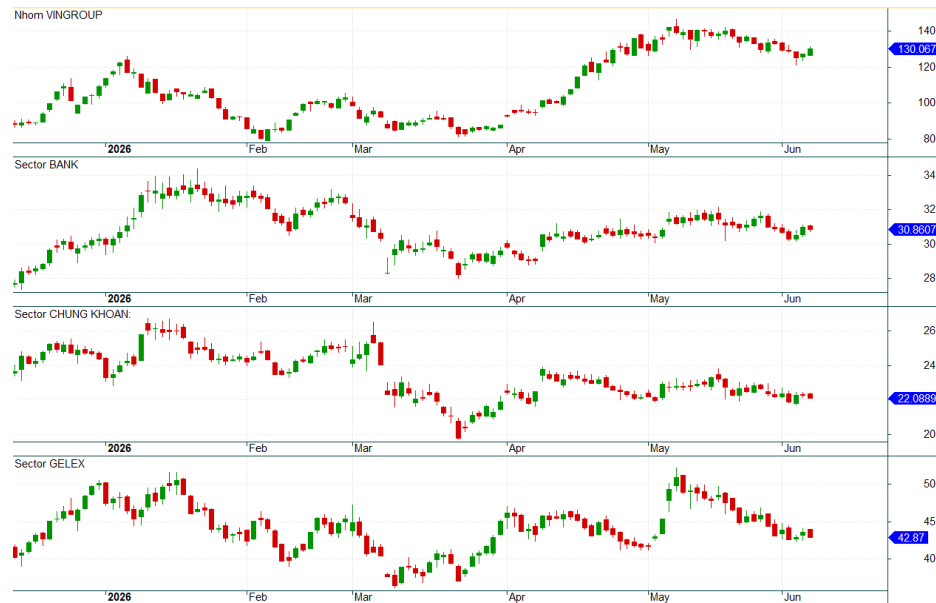 Nhom VINGROUP
140
130.067
120
100
80
2026 Feb Mar Apr May Jun
Sector BANK
34
32
30.8607
30
28
2026 Feb Mar Apr May Jun
Sector CHUNG KHOAN:
26
24
22.0889
22
20
2026 Feb Mar Apr May Jun
Sector GELEX
50
45
42.87
40
2026 Feb Mar Apr May Jun